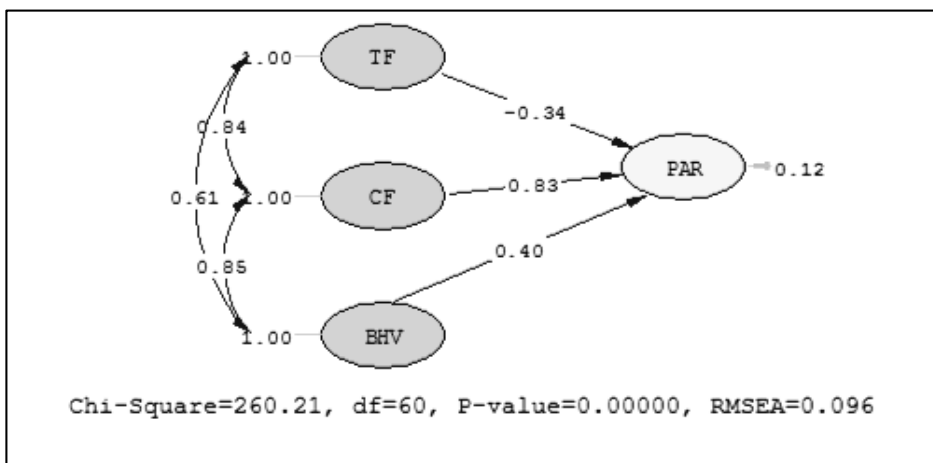 1.00
TF
0.84
-0.34
PAR
0.12
0.61
1.00
CF
0.83
0.85
0.40
1.00
BHV
Chi-Square=260.21, df=60, P-value=0.00000, RMSEA=0.096